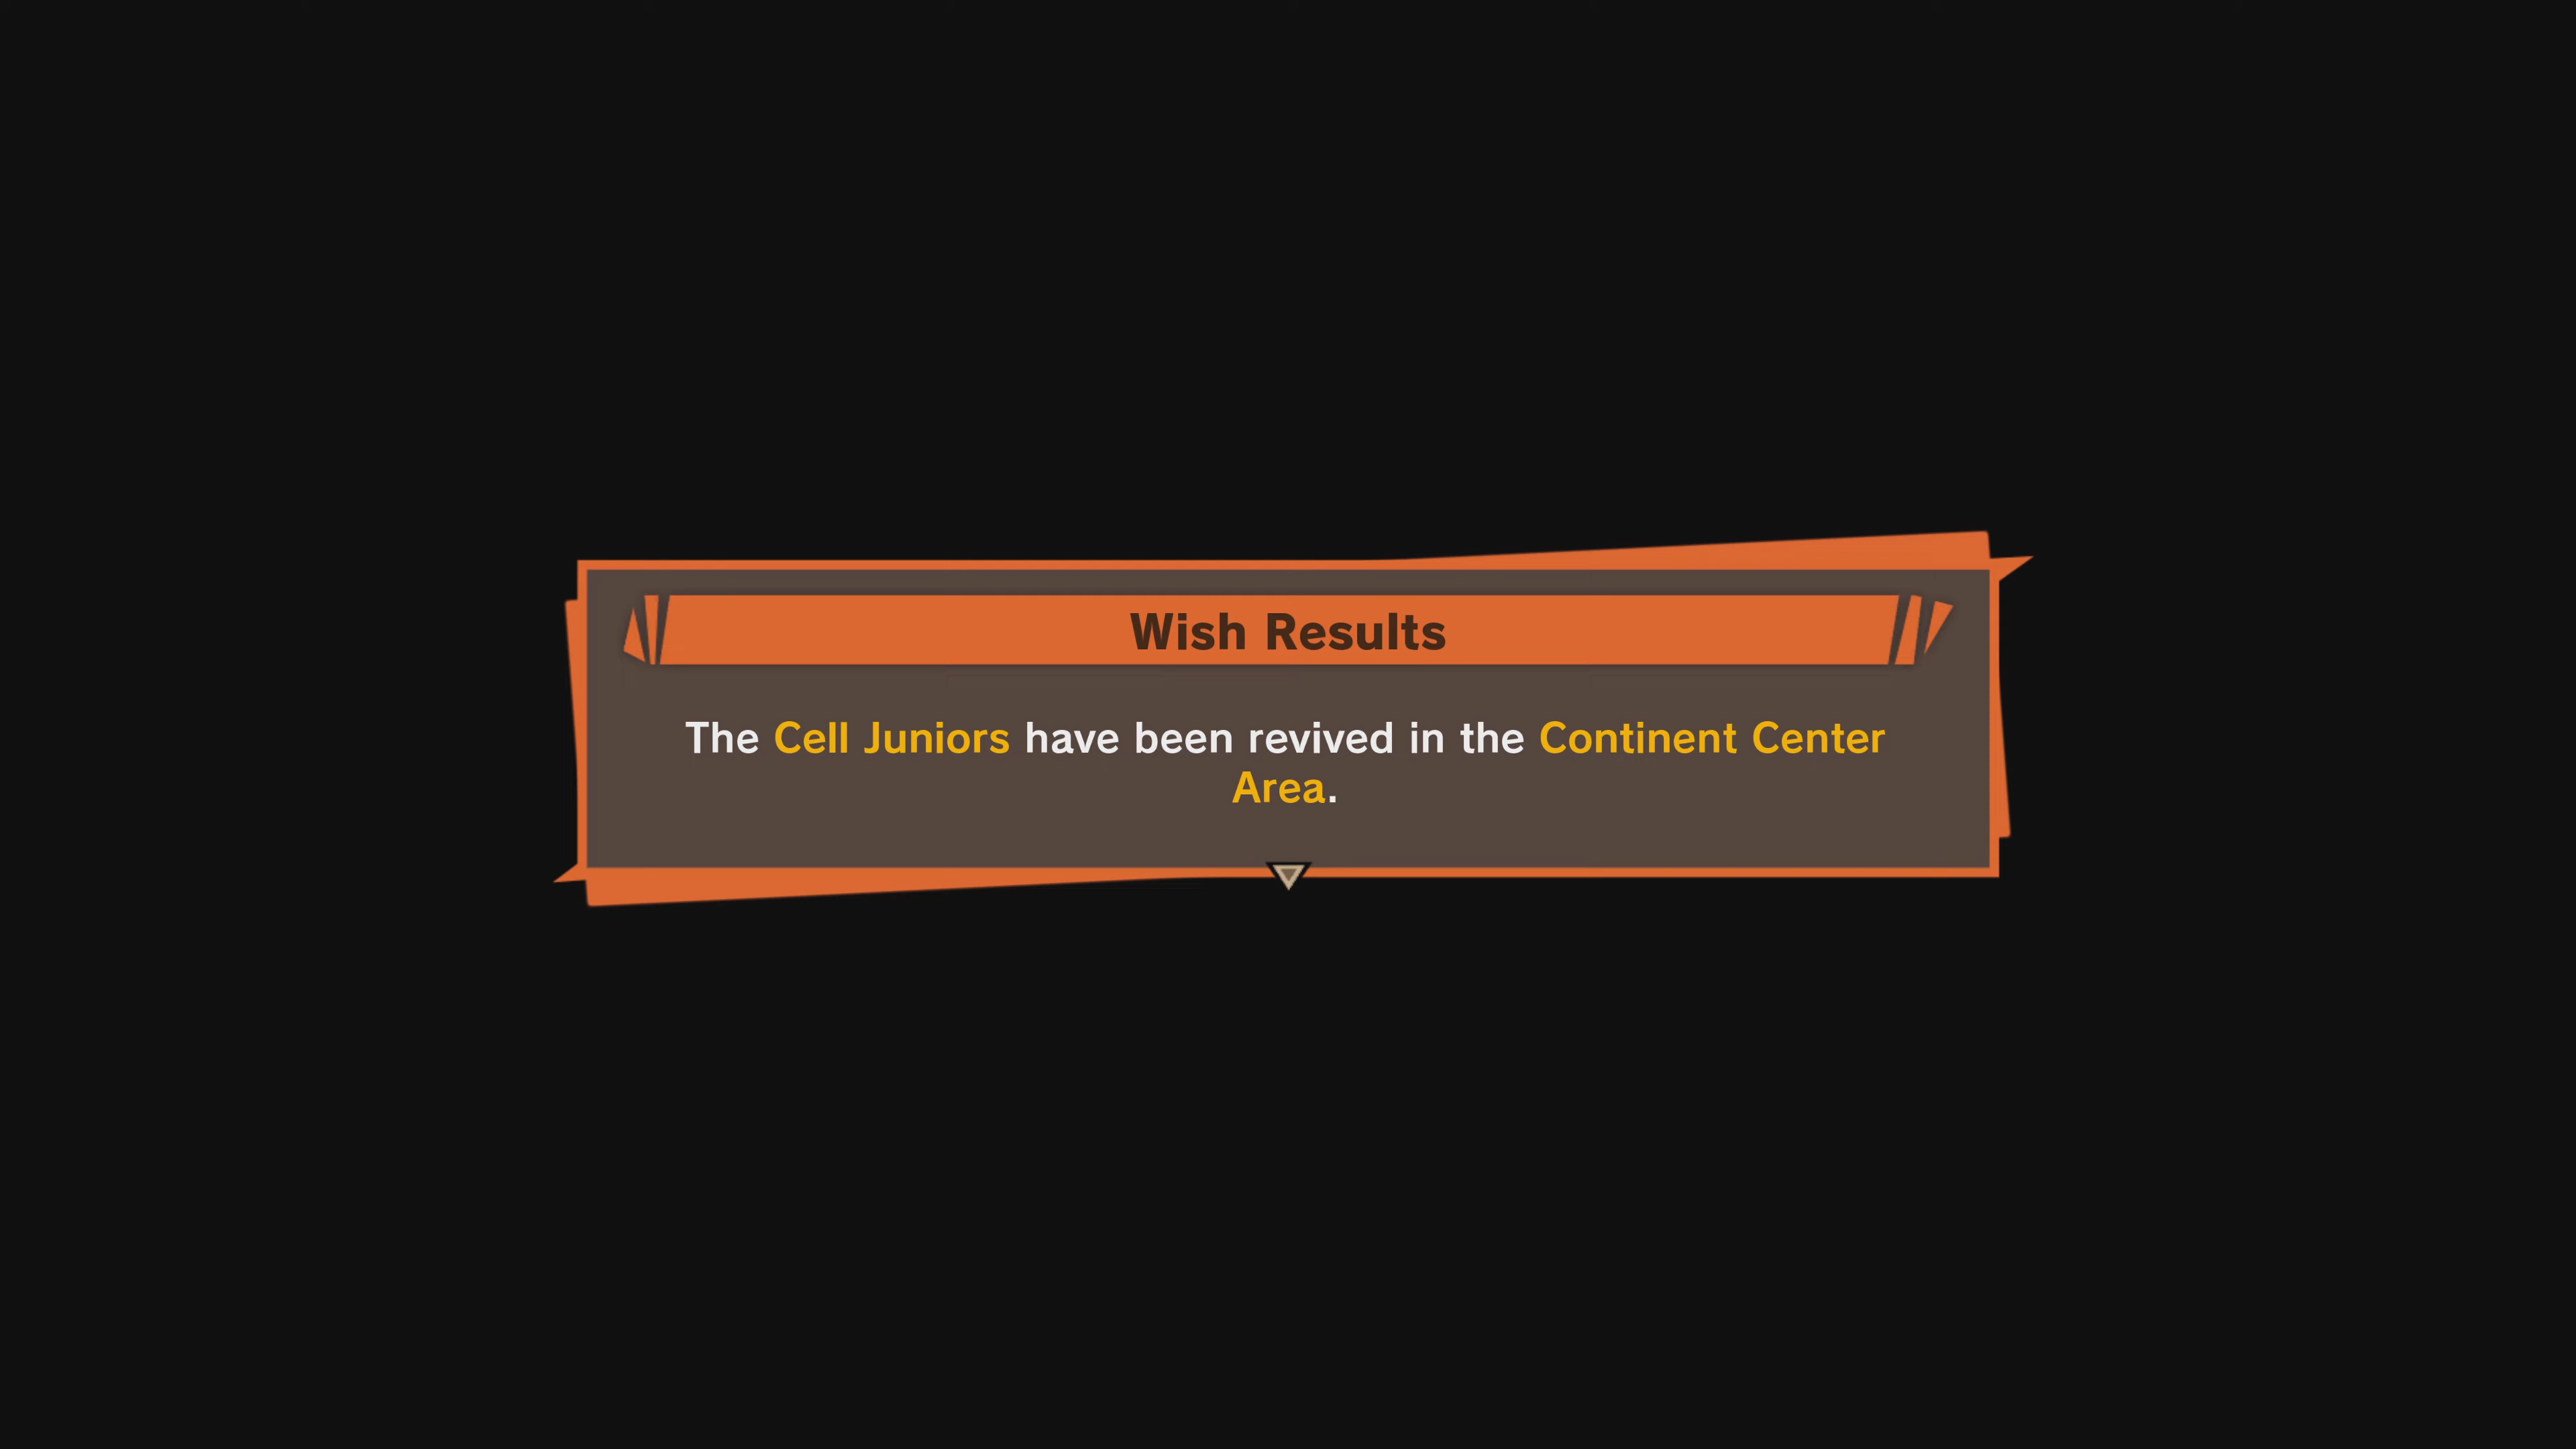 Wish Results
The Cell Juniors have been revived in the Continent Center
Area.